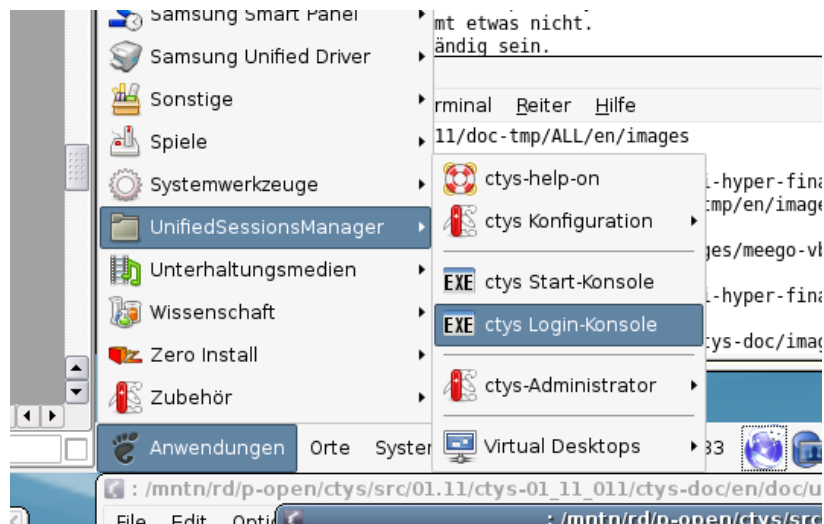 Samsung Smart Panel
Samsung Unified Driver
Sonstige
Spiele
Systemwerkzeuge
UnifiedSessionsManager
Unterhaltungsmedien
Wissenschaft
Zero Install
Zubehör
Anwendungen Orte System
mt etwas nicht.
ändig sein.
rminal Reiter Hilfe
11/doc-tmp/ALL/en/images
ctys-help-on
ctys Konfiguration
EXE ctys Start-Konsole
EXE ctys Login-Konsole
ctys-Administrator
Virtual Desktops
i-hyper-fina
tmp/en/image
ges/meego-vb
i-hyper-fina
tys-doc/imag
33
: /mntn/rd/p-open/ctys/src/01.11/ctys-01_11_011/ctys-doc/en/doc/u
File Edit Optio
: /mntn/rd/p-open/ctys/src